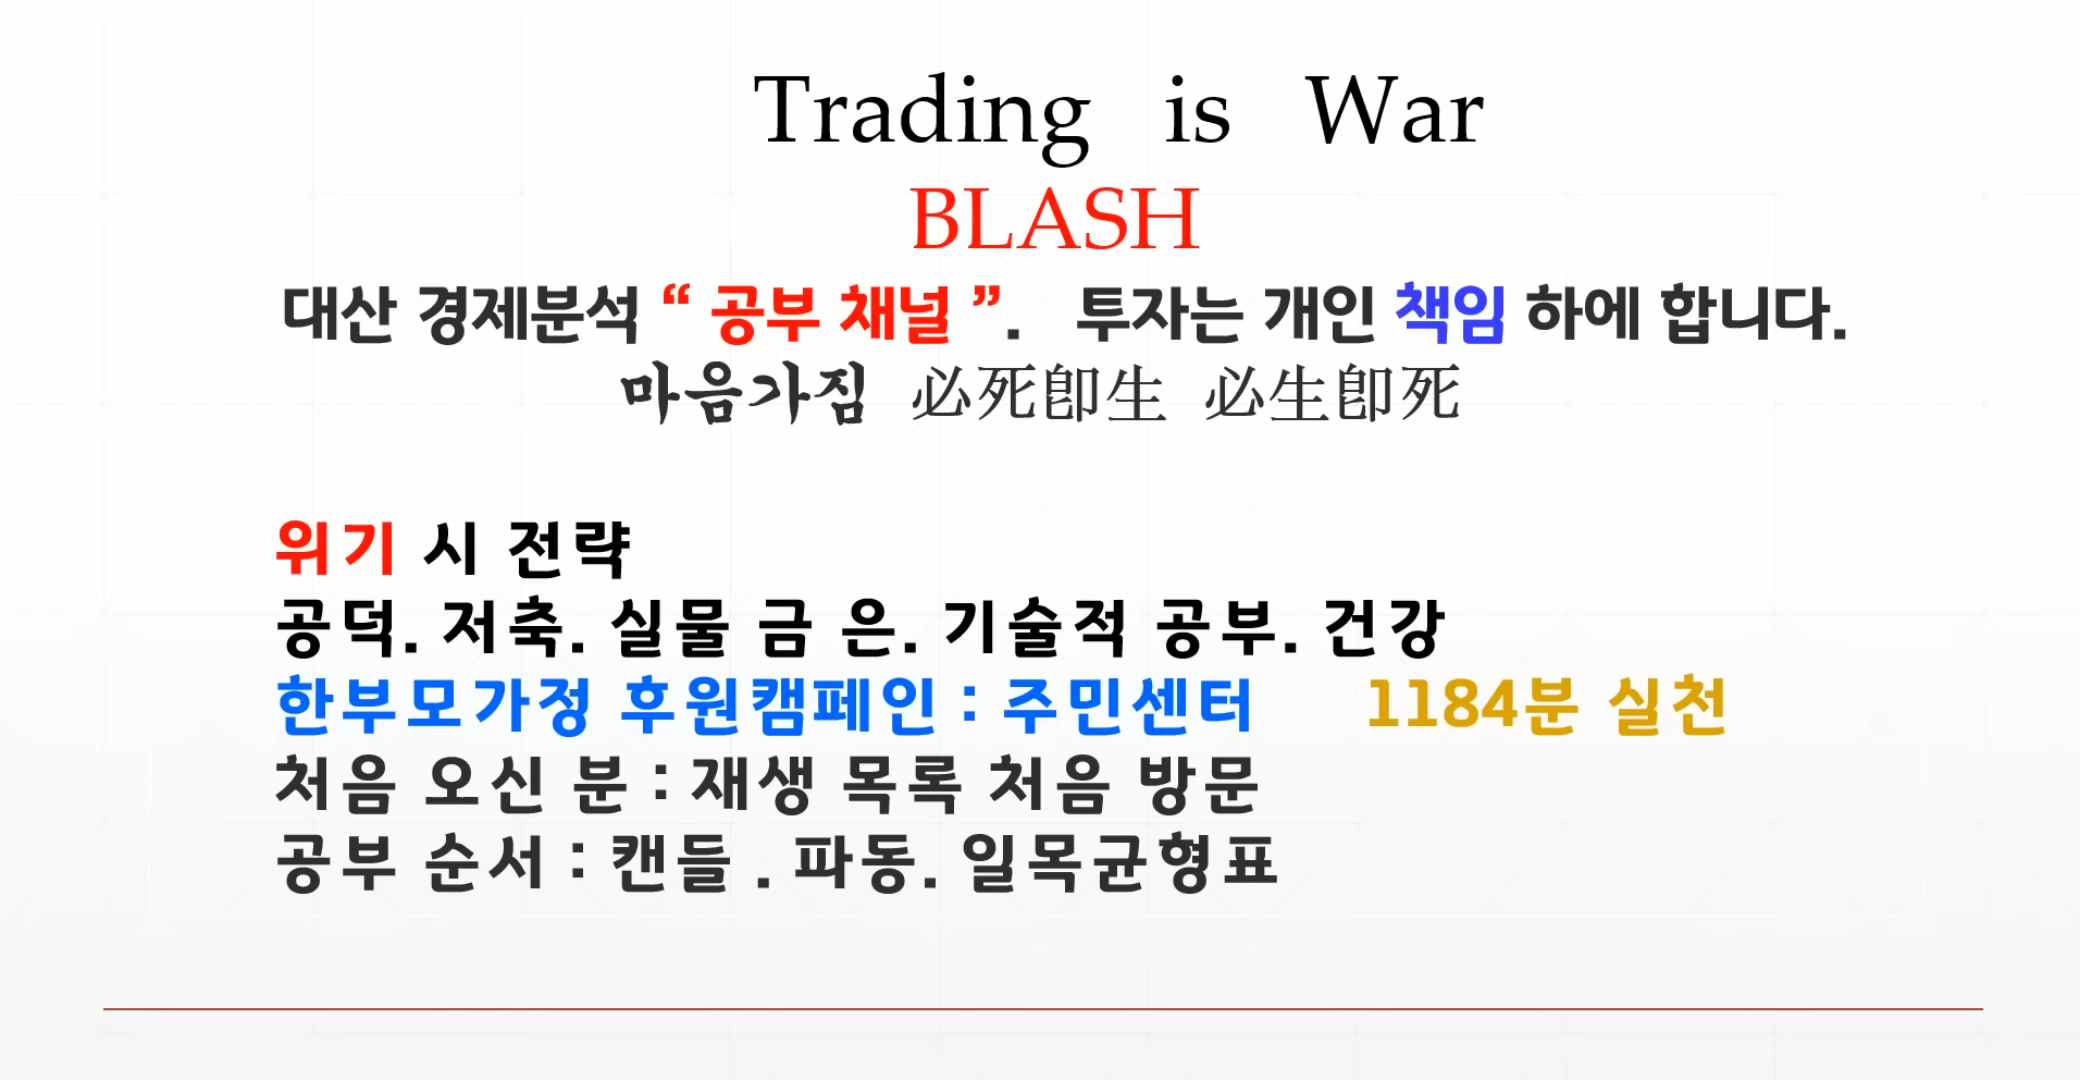 Trading is War
BLASH
대산 경제분석 “ 공부 채널 ”. 투자는 개인 책임 하에 합니다.
마음가짐 必死卽生 必生卽死
위기 시 전략
공덕. 저축. 실물 금 은. 기술적 공부. 건강
한부모가정 후원캠페인 : 주민센터 1184분 실천
처음 오신 분 : 재생 목록 처음 방문
공부 순서 : 캔들 . 파동. 일목균형표